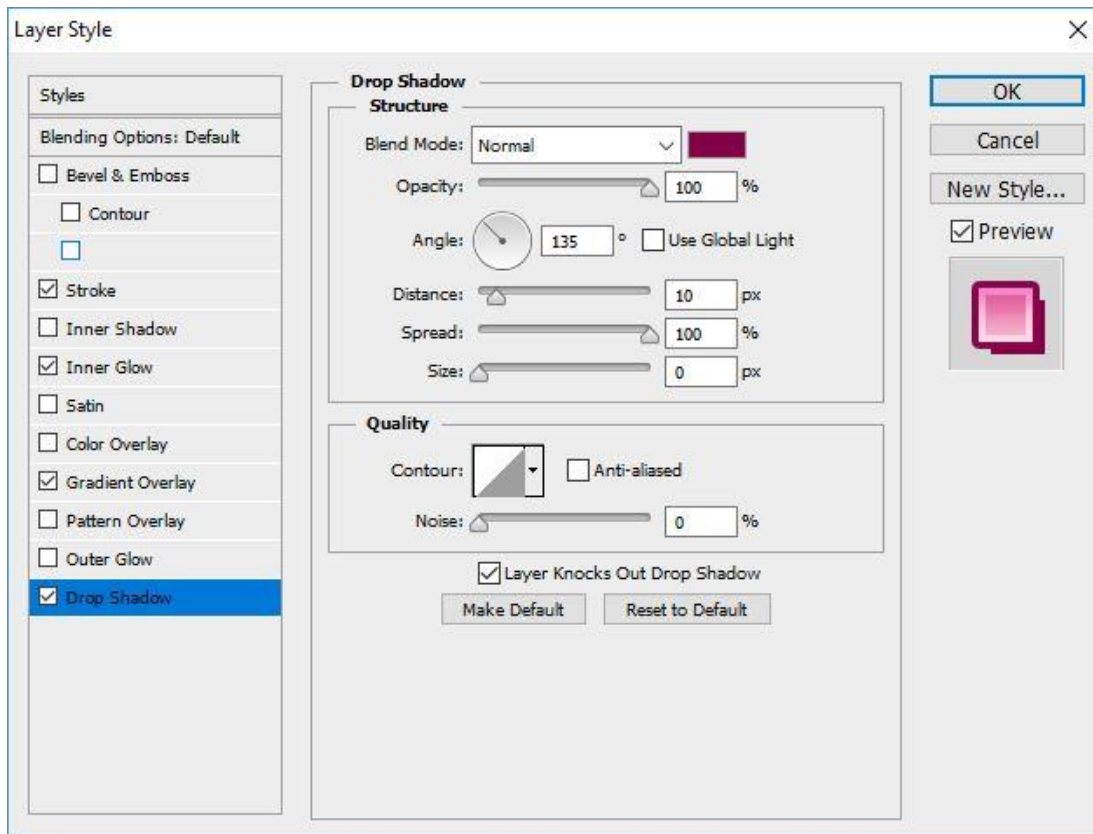 Layer Style
Styles
Blending Options: Default
Bevel & Emboss
Contour
Stroke
Inner Shadow
Inner Glow
Satin
Color Overlay
Gradient Overlay
Pattern Overlay
Outer Glow
Drop Shadow
Drop Shadow
Structure
Blend Mode: Normal
Opacity: 100 %
Angle: 135 ° Use Global Light
Distance: 10 px
Spread: 100 %
Size: 0 px
Quality
Contour: Anti-aliased
Noise: 0 %
Layer Knocks Out Drop Shadow
Make Default Reset to Default
OK
Cancel
New Style...
Preview